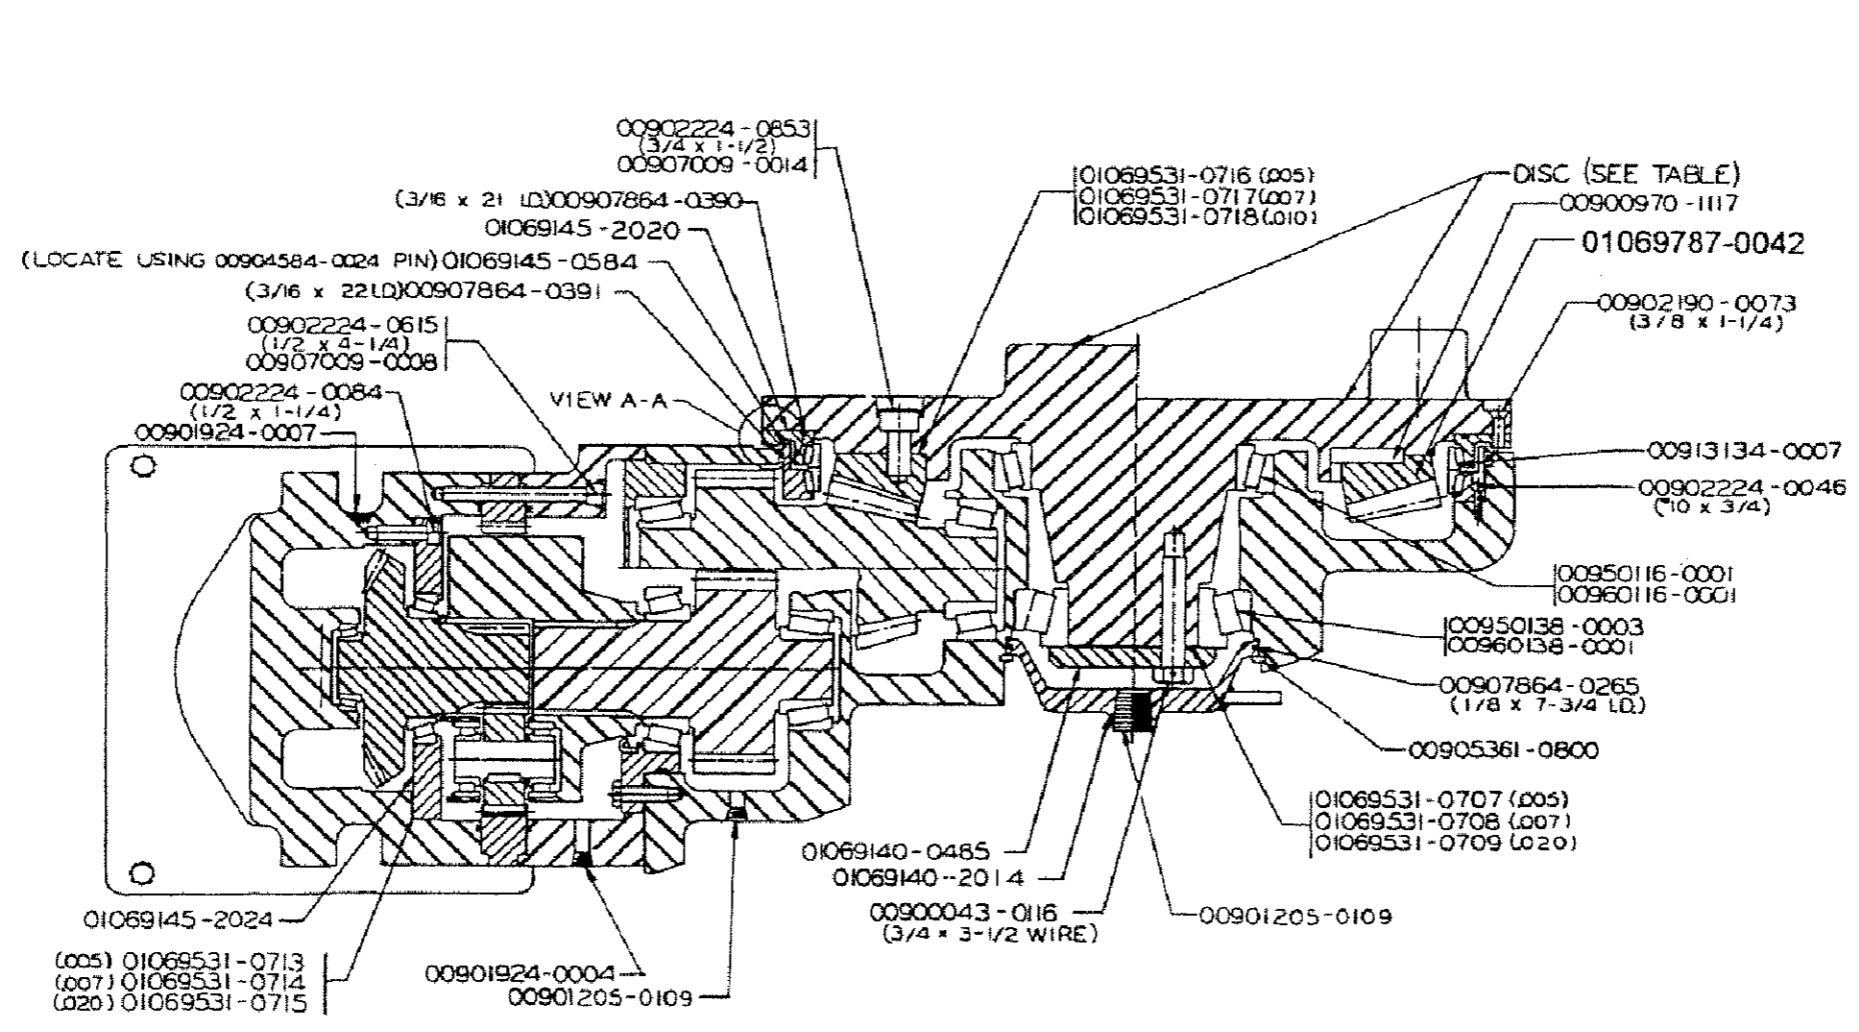 00902224-0853
(3/4 x 1-1/2)
00907009-0014
(3/16 x 21 I.D.)00907864-0390
01069145-2020
(LOCATE USING 00904584-0024 PIN)01069145-0584
(3/16 x 22 I.D.)00907864-0391
00902224-0615
(1/2 x 4-1/4)
00907009-0008
00902224-0084
(1/2 x 1-1/4)
00901924-0007
VIEW A-A
01069531-0716 (.005)
01069531-0717 (.007)
01069531-0718 (.010)
DISC (SEE TABLE)
00900970-1117
01069787-0042
00902190-0073
(3/8 x 1-1/4)
00913134-0007
00902224-0046
(#10 x 3/4)
00950116-0001
00960116-0001
00950138-0003
00960138-0001
00907864-0265
(1/8 x 7-3/4 I.D.)
00905361-0800
01069531-0707 (.005)
01069531-0708 (.007)
01069531-0709 (.020)
01069140-0485
01069140-2014
00900043-0116
(3/4 x 3-1/2 WIRE)
00901205-0109
01069145-2024
(.005) 01069531-0713
(.007) 01069531-0714
(.020) 01069531-0715
00901924-0004
00901205-0109